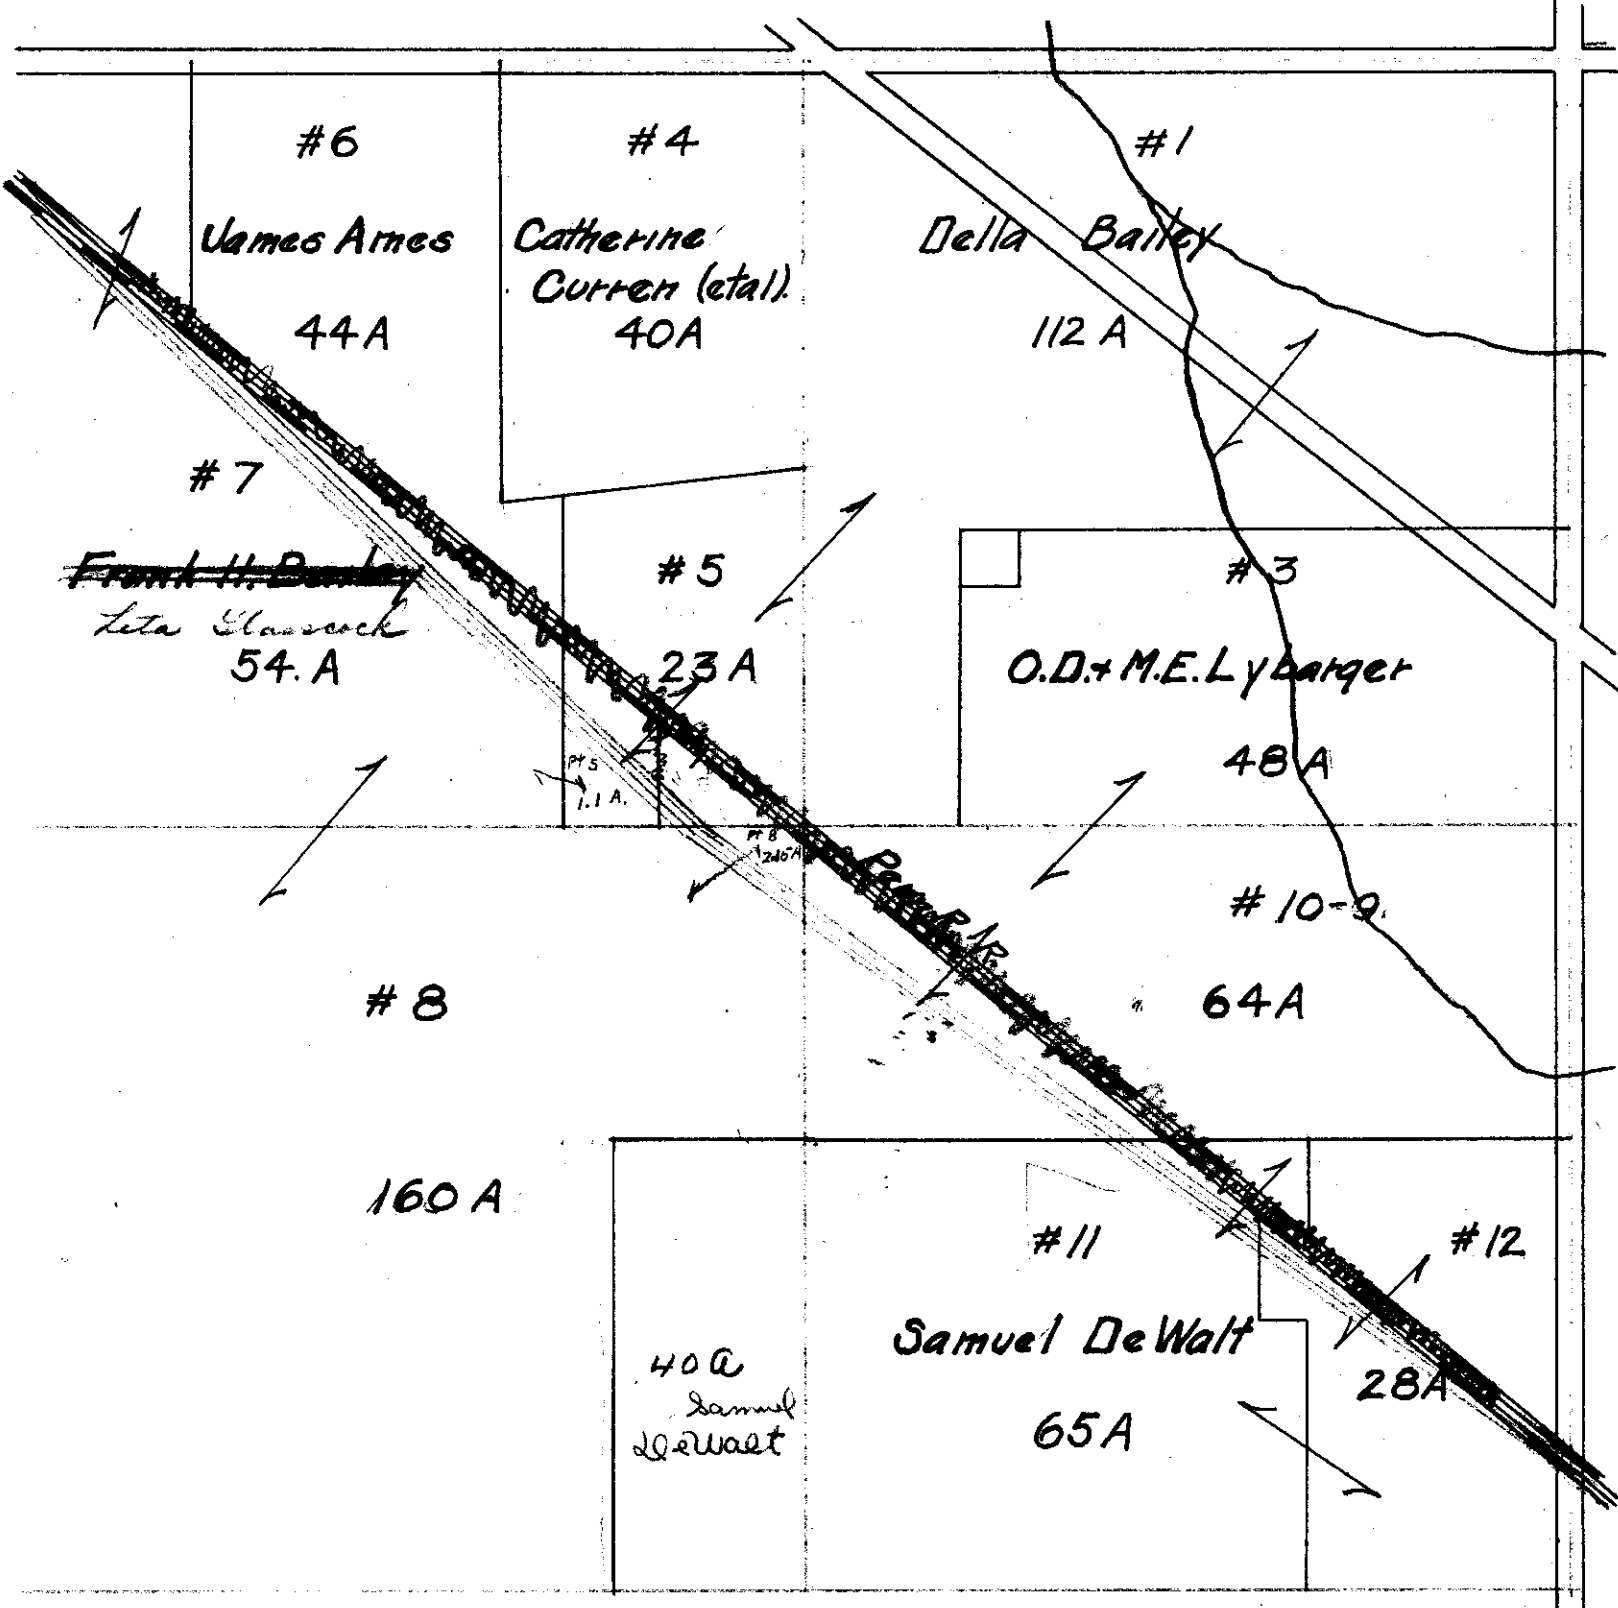 #6
James Ames
44A
#4
Catherine
Curren (etal).
40A
#1
Della Bailey
112 A
#7
Frank H.
Leta Glasscock
54. A
#5
23 A
#3
O.D. + M.E. Lybarger
48 A
Pt 5
1.1 A.
Pt 8
R.R.
#10-9
64A
#8
160 A
#11
Samuel DeWalt
65A
#12
28A
40 a
Samuel
DeWalt